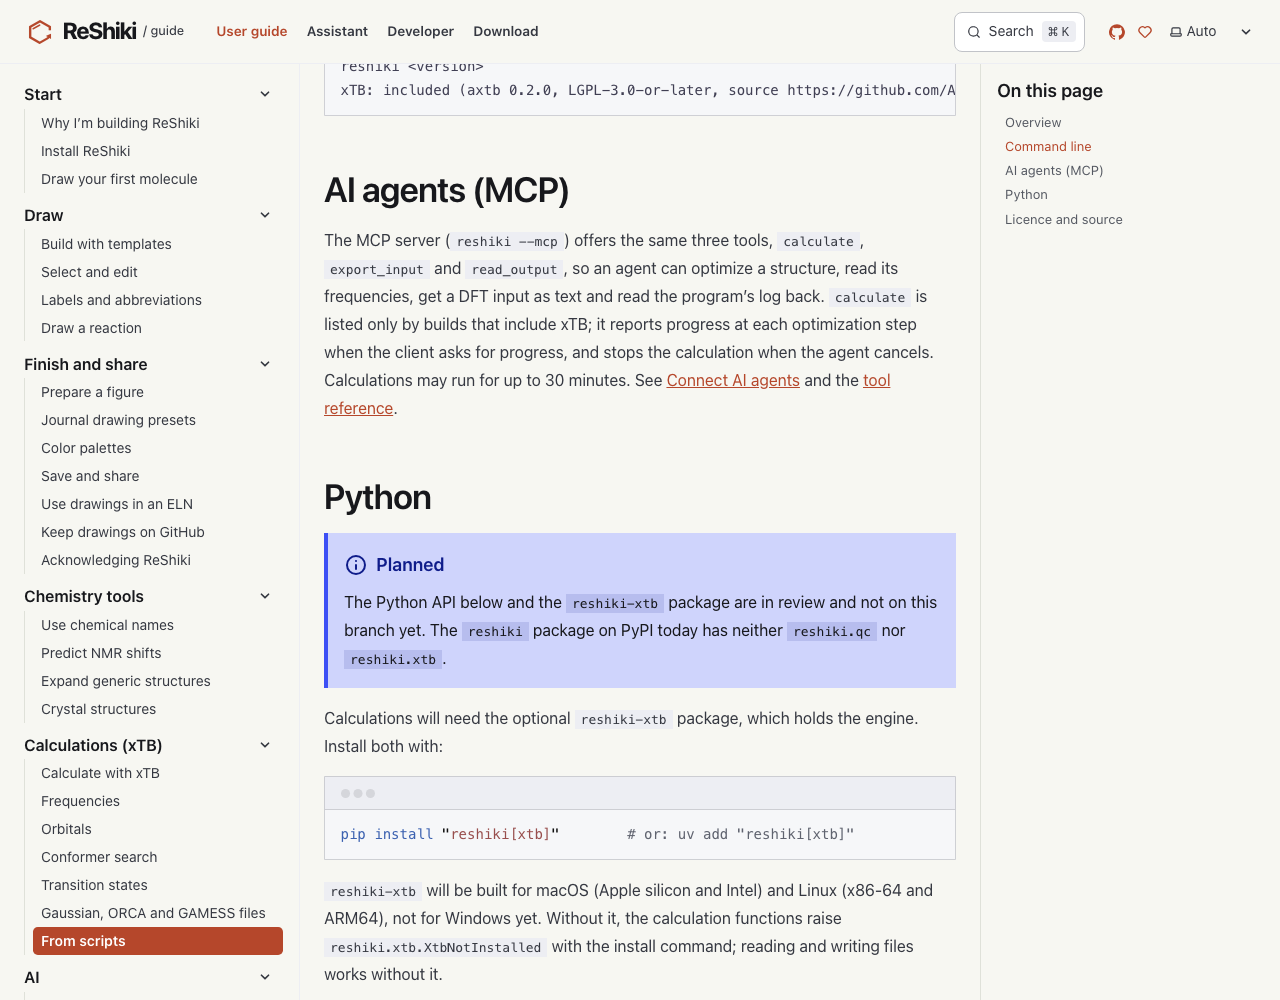 ReShiki / guide
User guide
Assistant
Developer
Download
Search ⌘ K
Auto
Start
Why I’m building ReShiki
Install ReShiki
Draw your first molecule
Draw
Build with templates
Select and edit
Labels and abbreviations
Draw a reaction
Finish and share
Prepare a figure
Journal drawing presets
Color palettes
Save and share
Use drawings in an ELN
Keep drawings on GitHub
Acknowledging ReShiki
Chemistry tools
Use chemical names
Predict NMR shifts
Expand generic structures
Crystal structures
Calculations (xTB)
Calculate with xTB
Frequencies
Orbitals
Conformer search
Transition states
Gaussian, ORCA and GAMESS files
From scripts
AI
reshiki <version>
xTB: included (axtb 0.2.0, LGPL-3.0-or-later, source https://github.com/A
AI agents (MCP)
The MCP server ( reshiki --mcp ) offers the same three tools, calculate ,
export_input and read_output , so an agent can optimize a structure, read its
frequencies, get a DFT input as text and read the program’s log back. calculate is
listed only by builds that include xTB; it reports progress at each optimization step
when the client asks for progress, and stops the calculation when the agent cancels.
Calculations may run for up to 30 minutes. See Connect AI agents and the tool
reference.
Python
Planned
The Python API below and the reshiki-xtb package are in review and not on this
branch yet. The reshiki package on PyPI today has neither reshiki.qc nor
reshiki.xtb .
Calculations will need the optional reshiki-xtb package, which holds the engine.
Install both with:
pip install "reshiki[xtb]" # or: uv add "reshiki[xtb]"
reshiki-xtb will be built for macOS (Apple silicon and Intel) and Linux (x86-64 and
ARM64), not for Windows yet. Without it, the calculation functions raise
reshiki.xtb.XtbNotInstalled with the install command; reading and writing files
works without it.
On this page
Overview
Command line
AI agents (MCP)
Python
Licence and source